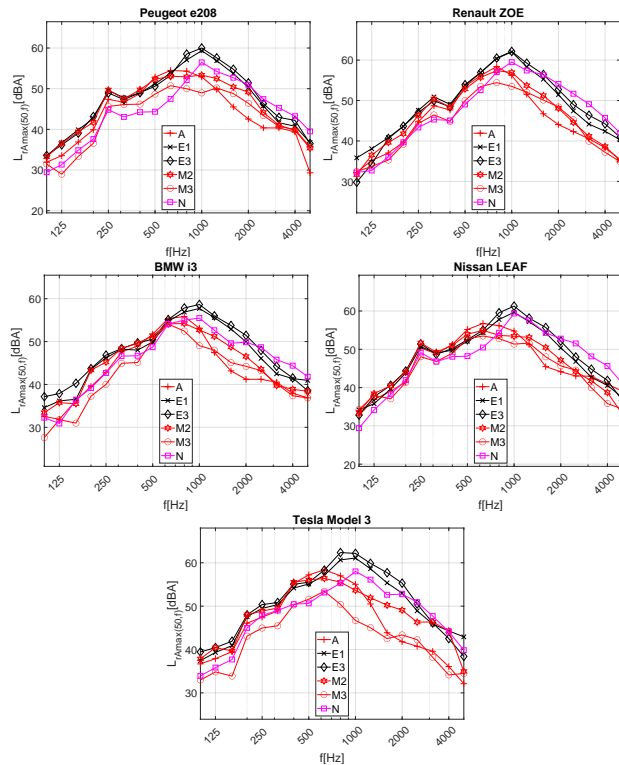 Peugeot e208
60
50
40
30
20
L_rAmax(50,f) [dBA]
A
E1
E3
M2
M3
N
125 250 500 1000 2000 4000
f[Hz]
Renault ZOE
60
50
40
30
L_rAmax(50,f) [dBA]
A
E1
E3
M2
M3
N
125 250 500 1000 2000 4000
f[Hz]
BMW i3
60
50
40
30
L_rAmax(50,f) [dBA]
A
E1
E3
M2
M3
N
125 250 500 1000 2000 4000
f[Hz]
Nissan LEAF
60
50
40
30
20
L_rAmax(50,f) [dBA]
A
E1
E3
M2
M3
N
125 250 500 1000 2000 4000
f[Hz]
Tesla Model 3
60
50
40
30
L_rAmax(50,f) [dBA]
A
E1
E3
M2
M3
N
125 250 500 1000 2000 4000
f[Hz]